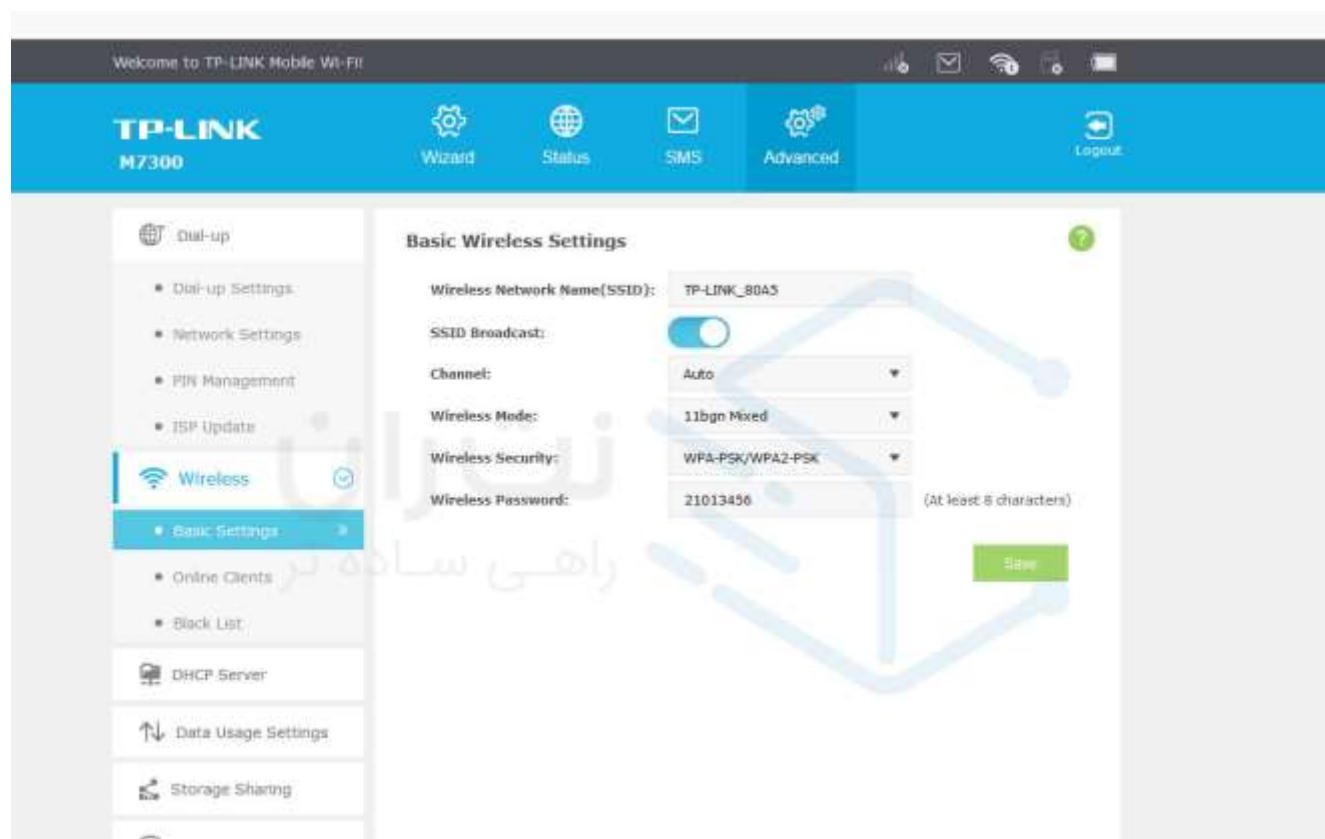 Welcome to TP-LINK Mobile Wi-Fi!
TP-LINK
M7300
Wizard
Status
SMS
Advanced
Logout
Dial-up
Dial-up Settings
Network Settings
PIN Management
ISP Update
Wireless
Basic Settings
Online Clients
Black List
DHCP Server
Data Usage Settings
Storage Sharing
Basic Wireless Settings
?
Wireless Network Name(SSID): TP-LINK_80A5
SSID Broadcast:
Channel: Auto
Wireless Mode: 11bgn Mixed
Wireless Security: WPA-PSK/WPA2-PSK
Wireless Password: 21013456 (At least 8 characters)
Save
نت ران
راهی ساده تر